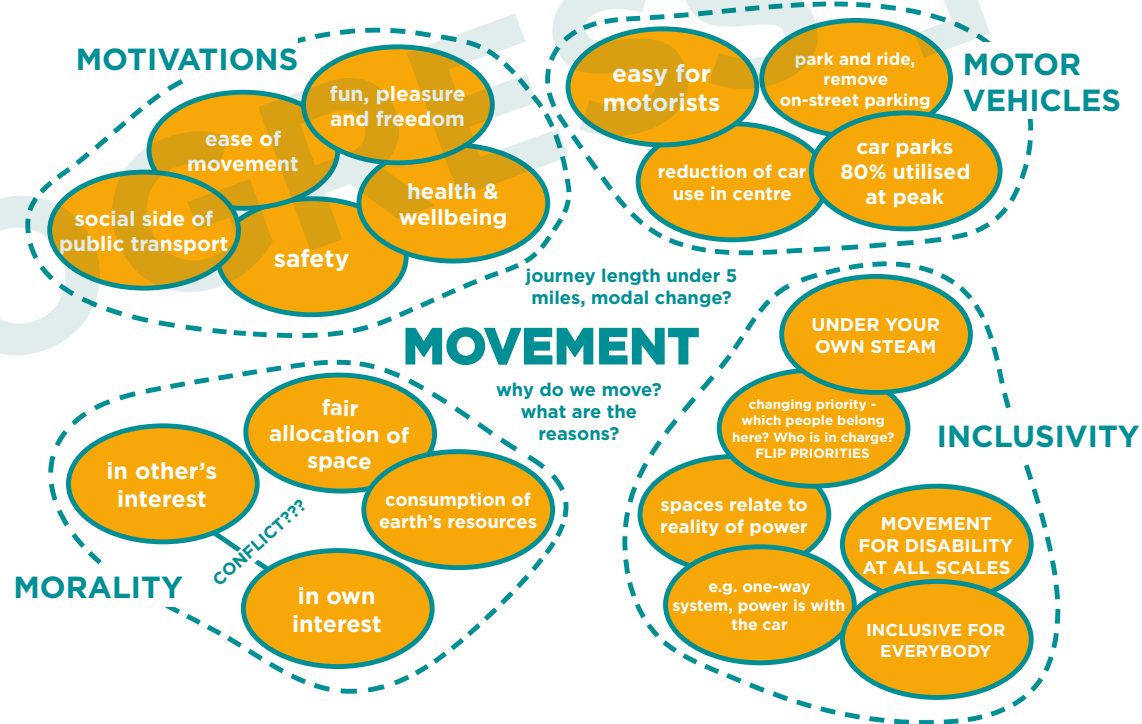 MOTIVATIONS
fun, pleasure
and freedom
ease of
movement
health &
wellbeing
social side of
public transport
safety
MOTOR
VEHICLES
easy for
motorists
park and ride,
remove
on-street parking
reduction of car
use in centre
car parks
80% utilised
at peak
journey length under 5
miles, modal change?
MOVEMENT
why do we move?
what are the
reasons?
MORALITY
fair
allocation of
space
in other's
interest
consumption of
earth's resources
CONFLICT???
in own
interest
INCLUSIVITY
UNDER YOUR
OWN STEAM
changing priority -
which people belong
here? Who is in charge?
FLIP PRIORITIES
spaces relate to
reality of power
MOVEMENT
FOR DISABILITY
AT ALL SCALES
e.g. one-way
system, power is with
the car
INCLUSIVE FOR
EVERYBODY